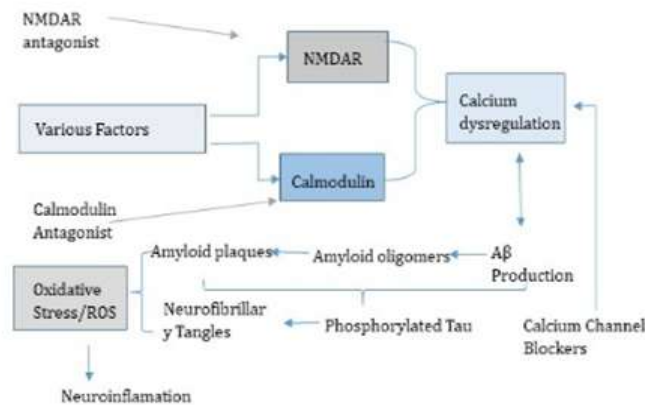 NMDAR
antagonist
NMDAR
Calcium
dysregulation
Various Factors
Calmodulin
Calmodulin
Antagonist
Amyloid plaques
Amyloid oligomers
Aβ
Production
Oxidative
Stress/ROS
Neurofibrillar
y Tangles
Phosphorylated Tau
Calcium Channel
Blockers
Neuroinflamation